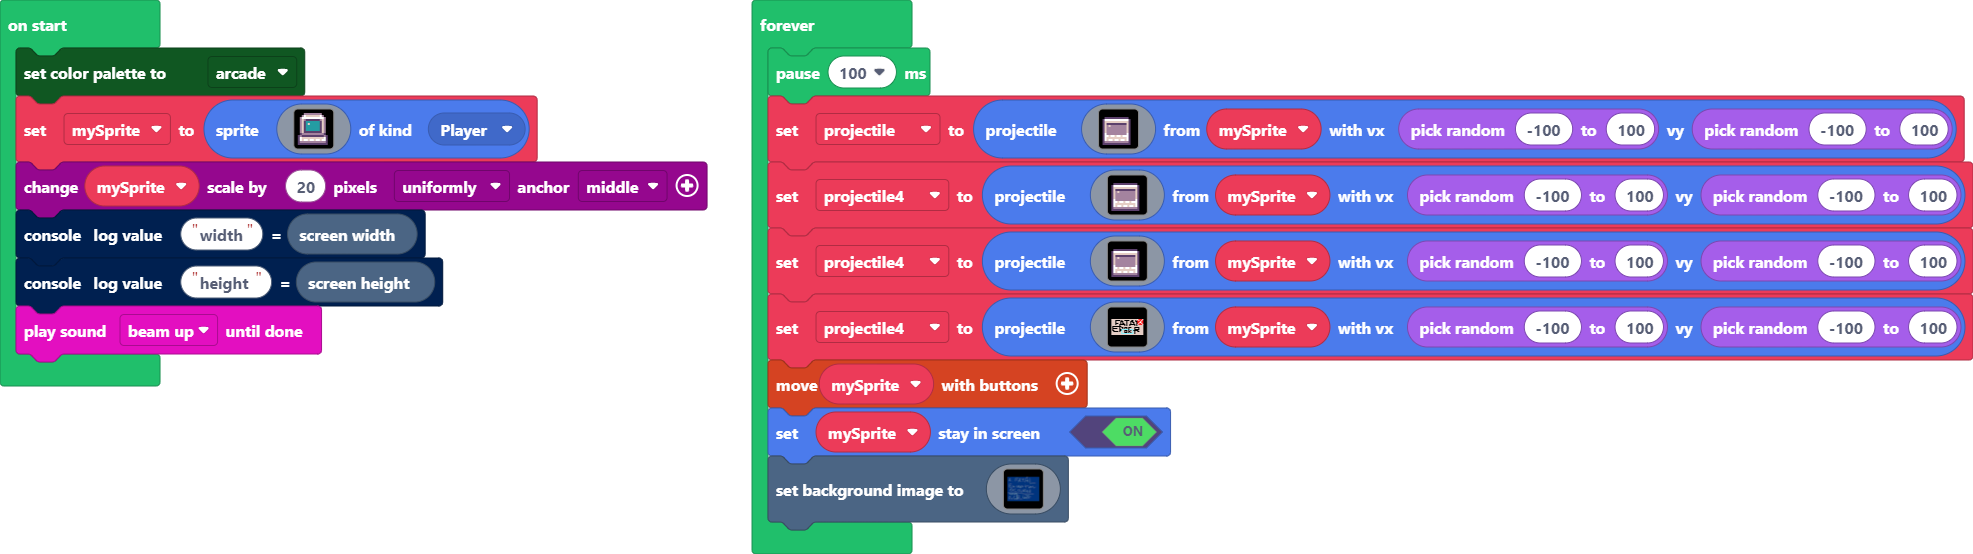 on start
set color palette to arcade
set mySprite to sprite of kind Player
change mySprite scale by 20 pixels uniformly anchor middle
console log value "width" = screen width
console log value "height " = screen height
play sound beam up until done
forever
pause 100 ms
set projectile to projectile from mySprite with vx pick random -100 to 100 vy pick random -100 to 100
set projectile4 to projectile from mySprite with vx pick random -100 to 100 vy pick random -100 to 100
set projectile4 to projectile from mySprite with vx pick random -100 to 100 vy pick random -100 to 100
set projectile4 to projectile FATAL ERROR from mySprite with vx pick random -100 to 100 vy pick random -100 to 100
move mySprite with buttons
set mySprite stay in screen ON
set background image to